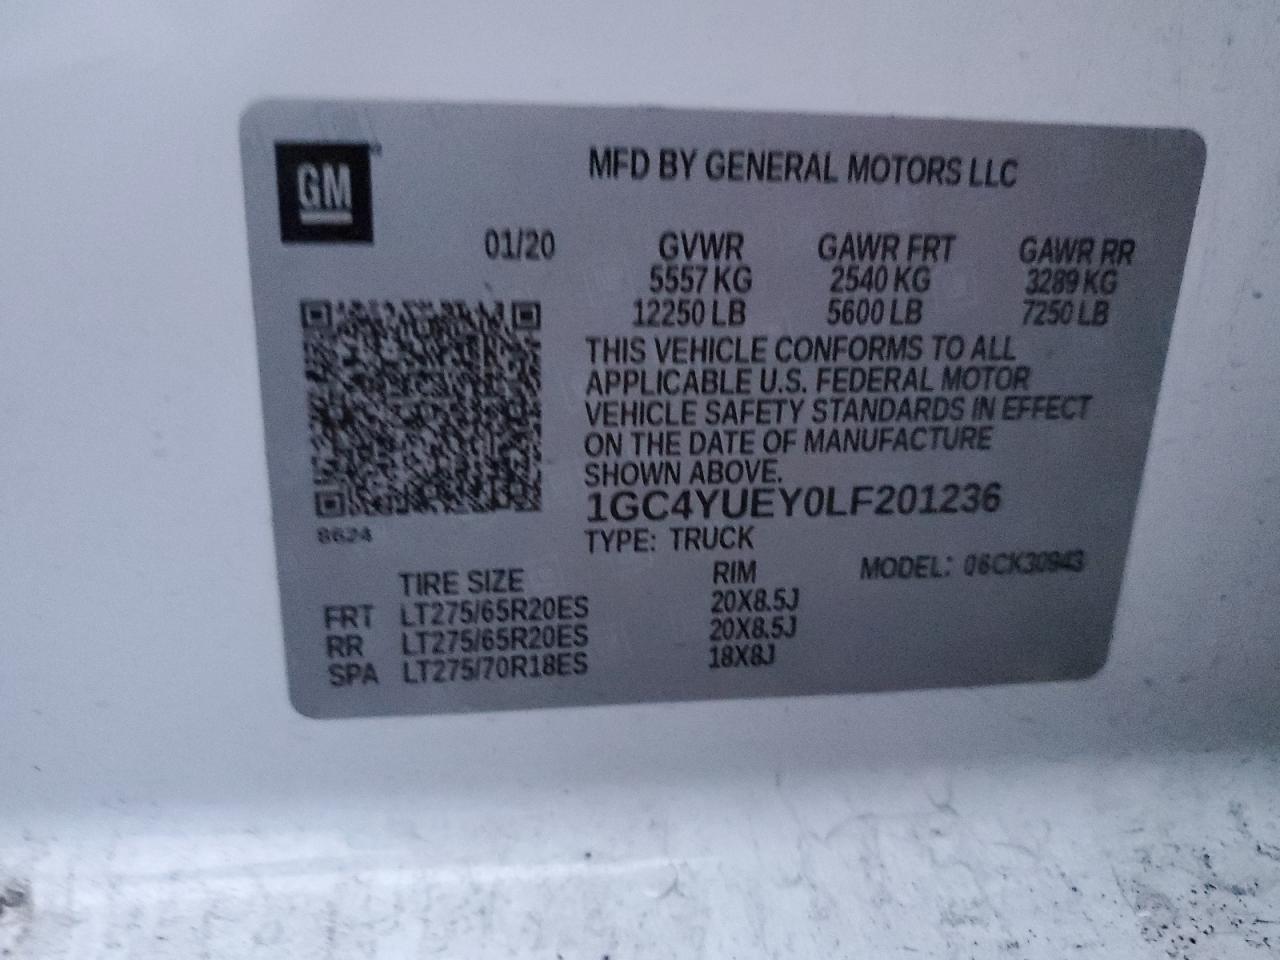 GM
MFD BY GENERAL MOTORS LLC
01/20 GVWR GAWR FRT GAWR RR
5557 KG 2540 KG 3289 KG
12250 LB 5600 LB 7250 LB
THIS VEHICLE CONFORMS TO ALL
APPLICABLE U.S. FEDERAL MOTOR
VEHICLE SAFETY STANDARDS IN EFFECT
ON THE DATE OF MANUFACTURE
SHOWN ABOVE.
1GC4YUEY0LF201236
8624
TYPE: TRUCK
TIRE SIZE RIM MODEL: 06CK30943
FRT LT275/65R20ES 20X8.5J
RR LT275/65R20ES 20X8.5J
SPA LT275/70R18ES 18X8J